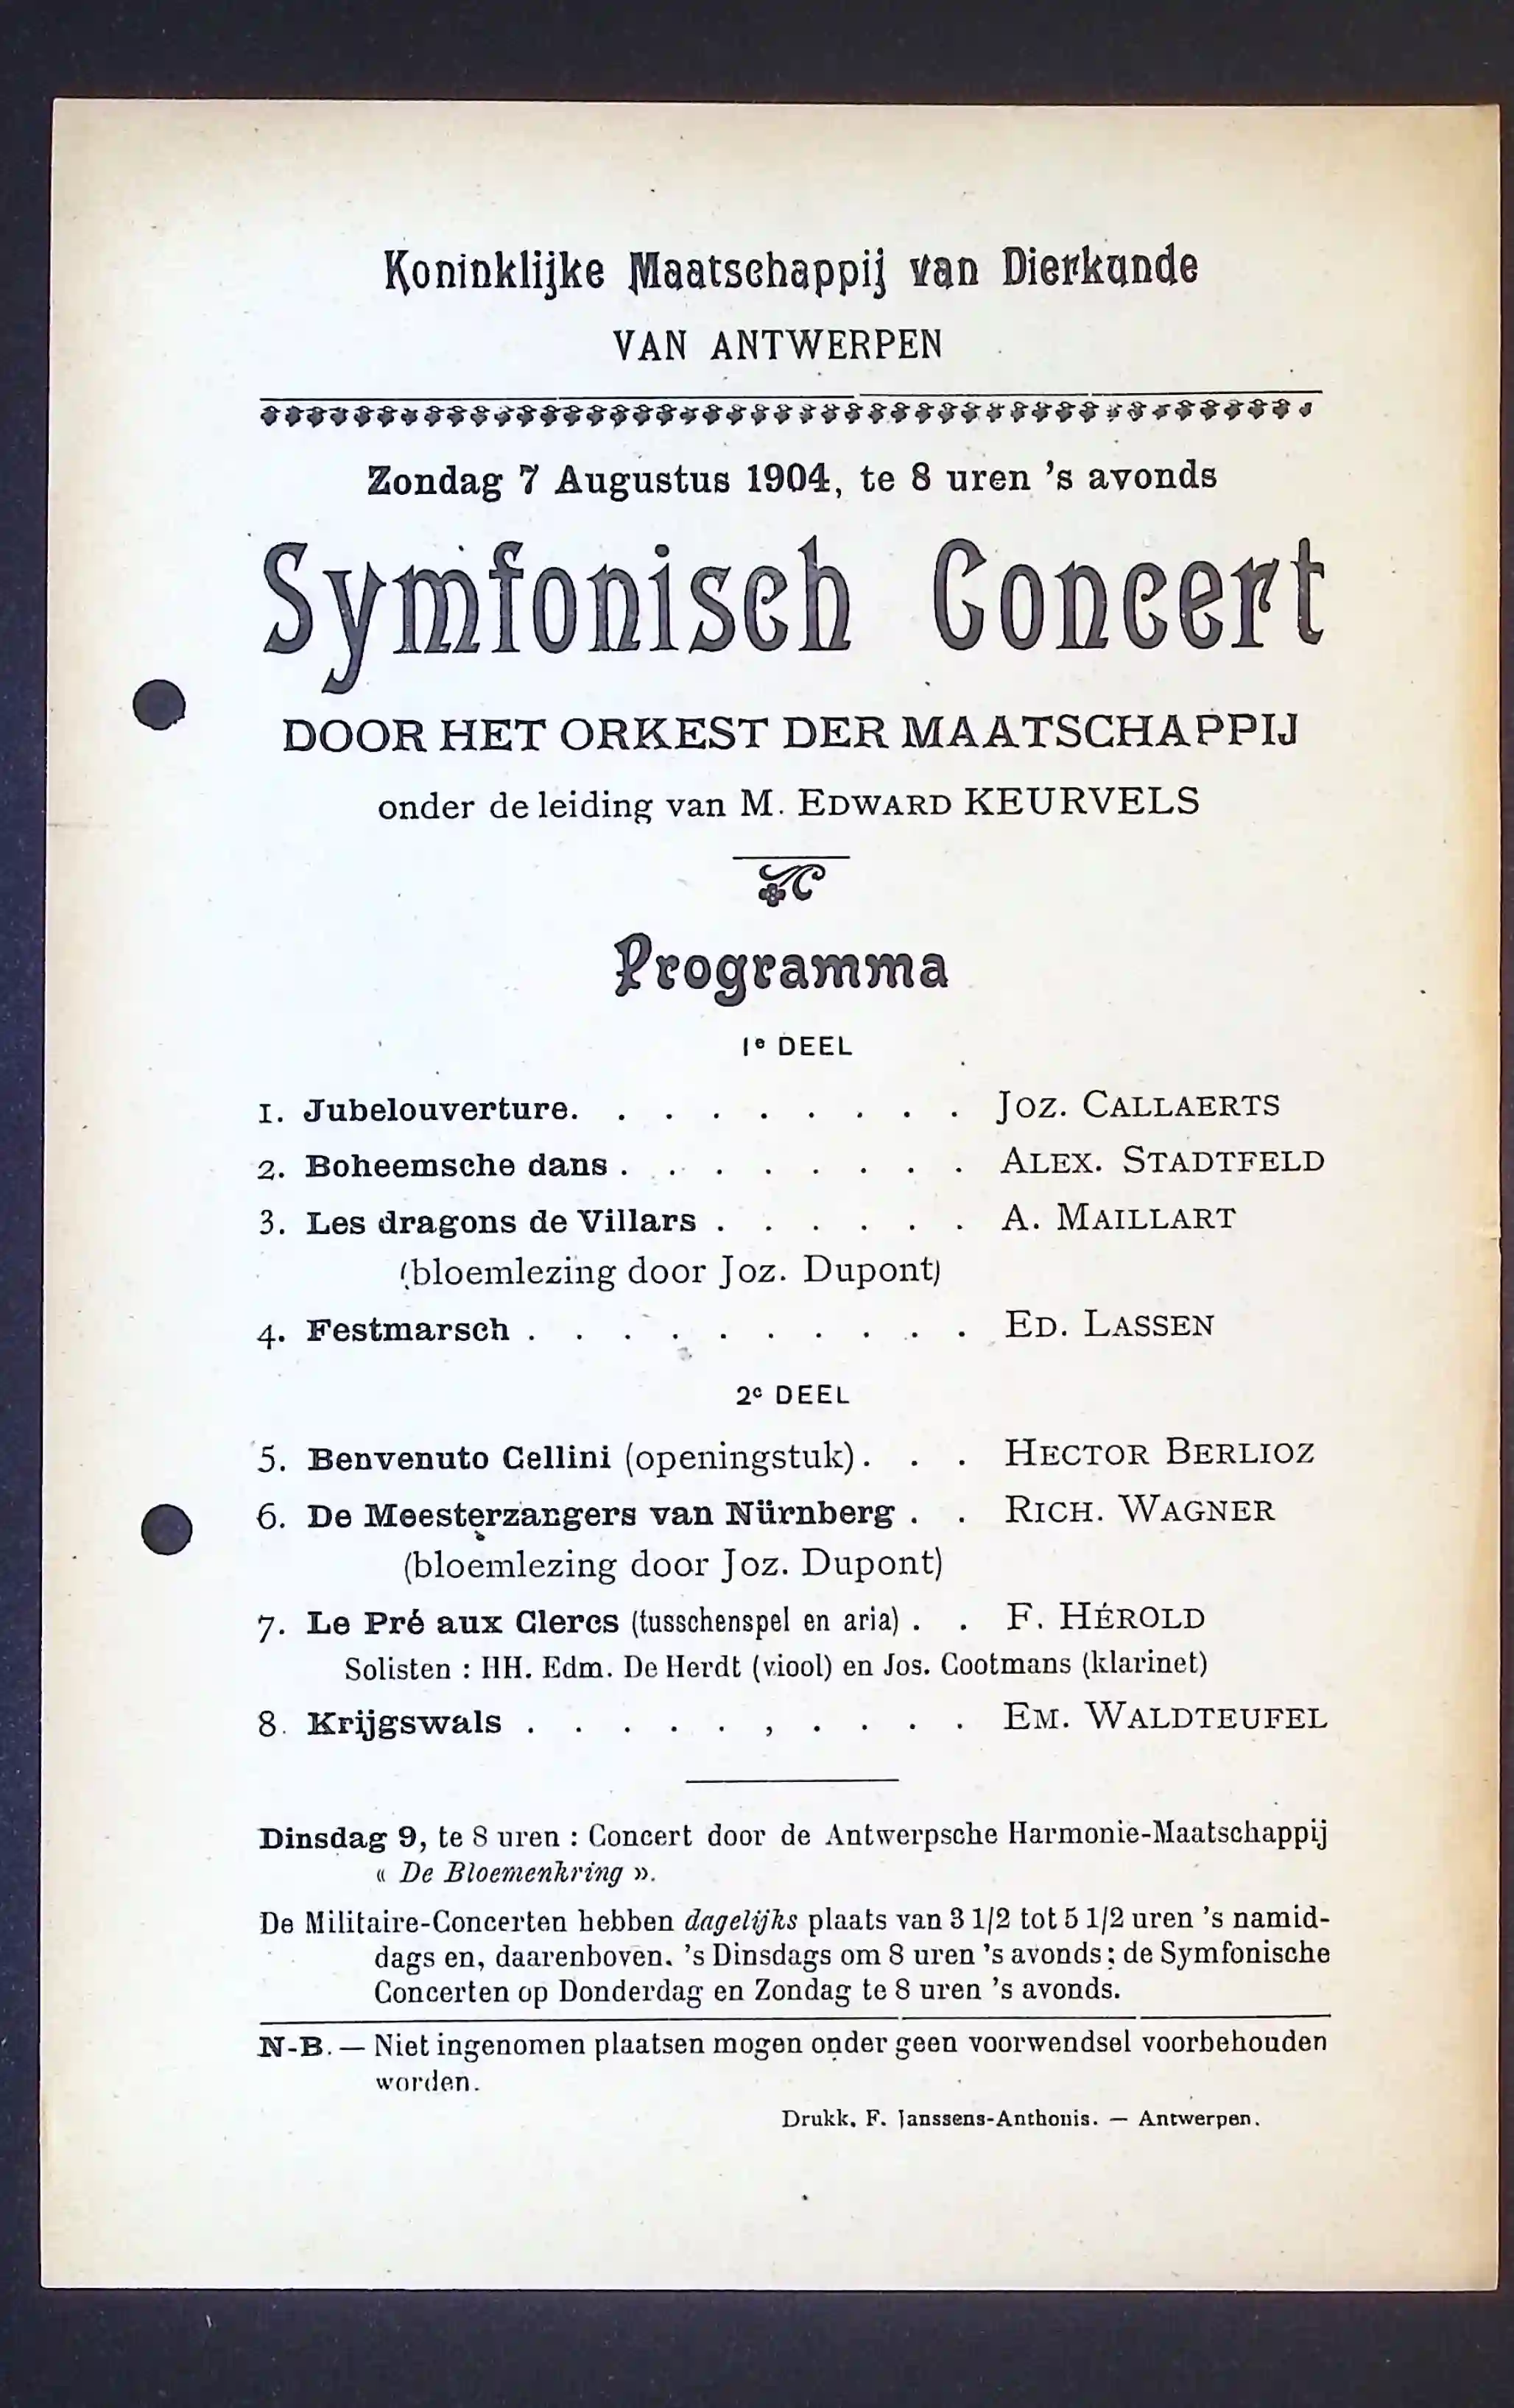 Koninklijke Maatschappij van Dierkunde
VAN ANTWERPEN
Zondag 7 Augustus 1904, te 8 uren 's avonds
Symfonisch Concert
DOOR HET ORKEST DER MAATSCHAPPIJ
onder de leiding van M. EDWARD KEURVELS
Programma
1e DEEL
1. Jubelouverture. . . . . . . . . JOZ. CALLAERTS
2. Boheemsche dans . . . . . . . . ALEX. STADTFELD
3. Les dragons de Villars . . . . . . A. MAILLART
(bloemlezing door Joz. Dupont)
4. Festmarsch . . . . . . . . . . ED. LASSEN
2e DEEL
5. Benvenuto Cellini (openingstuk) . . . HECTOR BERLIOZ
6. De Meesterzangers van Nürnberg . . RICH. WAGNER
(bloemlezing door Joz. Dupont)
7. Le Pré aux Clercs (tusschenspel en aria) . . F. HÉROLD
Solisten : HH. Edm. De Herdt (viool) en Jos. Cootmans (klarinet)
8. Krijgswals . . . . . , . . . . EM. WALDTEUFEL
Dinsdag 9, te 8 uren : Concert door de Antwerpsche Harmonie-Maatschappij
« De Bloemenkring ».
De Militaire-Concerten hebben dagelijks plaats van 3 1/2 tot 5 1/2 uren 's namid-
dags en, daarenboven. 's Dinsdags om 8 uren 's avonds ; de Symfonische
Concerten op Donderdag en Zondag te 8 uren 's avonds.
N-B. — Niet ingenomen plaatsen mogen onder geen voorwendsel voorbehouden
worden.
Drukk. F. Janssens-Anthonis. — Antwerpen.